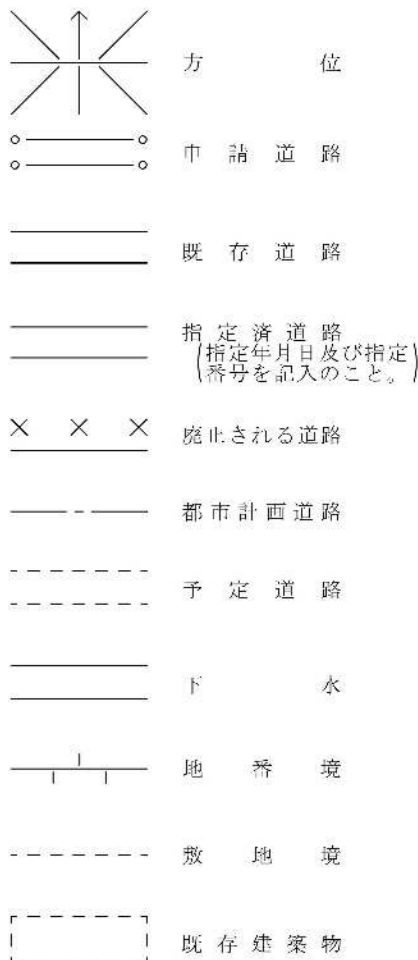 方位
申請道路
既存道路
指定済道路
(指定年月日及び指定
番号を記入のこと。)
廃止される道路
都市計画道路
予定道路
下水
地番境
敷地境
既存建築物